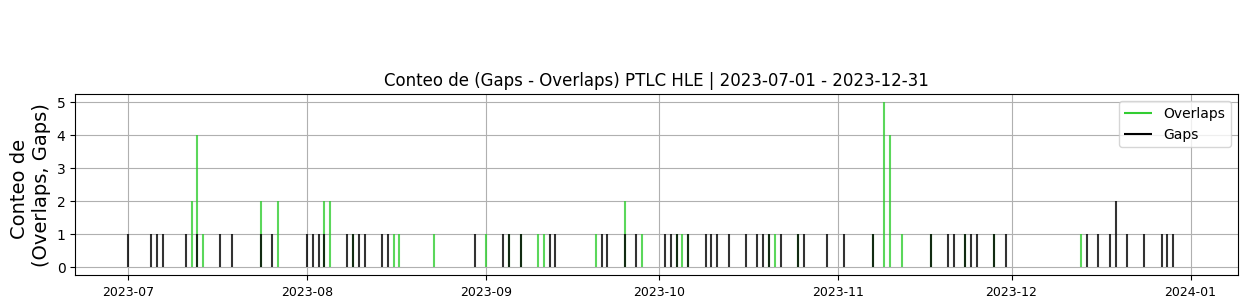 Conteo de (Gaps - Overlaps) PTLC HLE | 2023-07-01 - 2023-12-31
Conteo de
(Overlaps, Gaps)
5
4
3
2
1
0
Overlaps
Gaps
2023-07
2023-08
2023-09
2023-10
2023-11
2023-12
2024-01